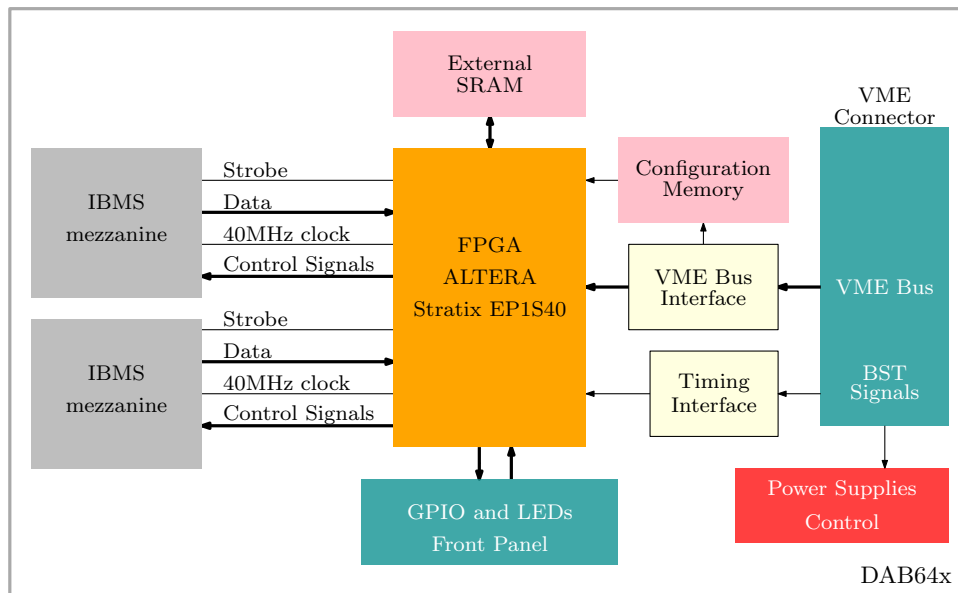 External
SRAM
VME
Connector
IBMS
mezzanine
Strobe
Data
40MHz clock
Control Signals
FPGA
ALTERA
Stratix EP1S40
Configuration
Memory
VME Bus
Interface
VME Bus
IBMS
mezzanine
Strobe
Data
40MHz clock
Control Signals
Timing
Interface
BST
Signals
GPIO and LEDs
Front Panel
Power Supplies
Control
DAB64x